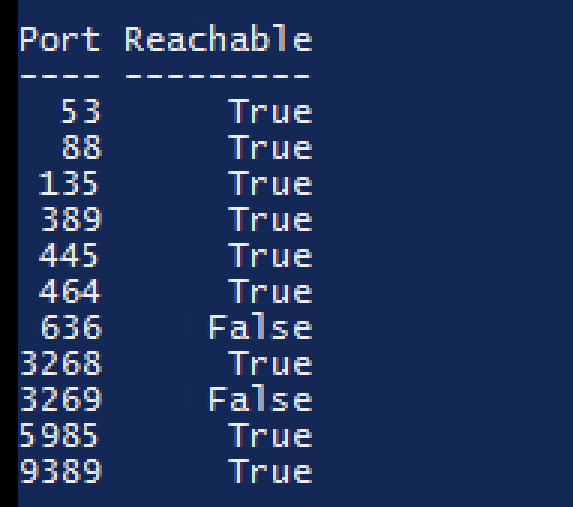 Port Reachable
---- ---------
  53      True
  88      True
 135      True
 389      True
 445      True
 464      True
 636     False
3268      True
3269     False
5985      True
9389      True